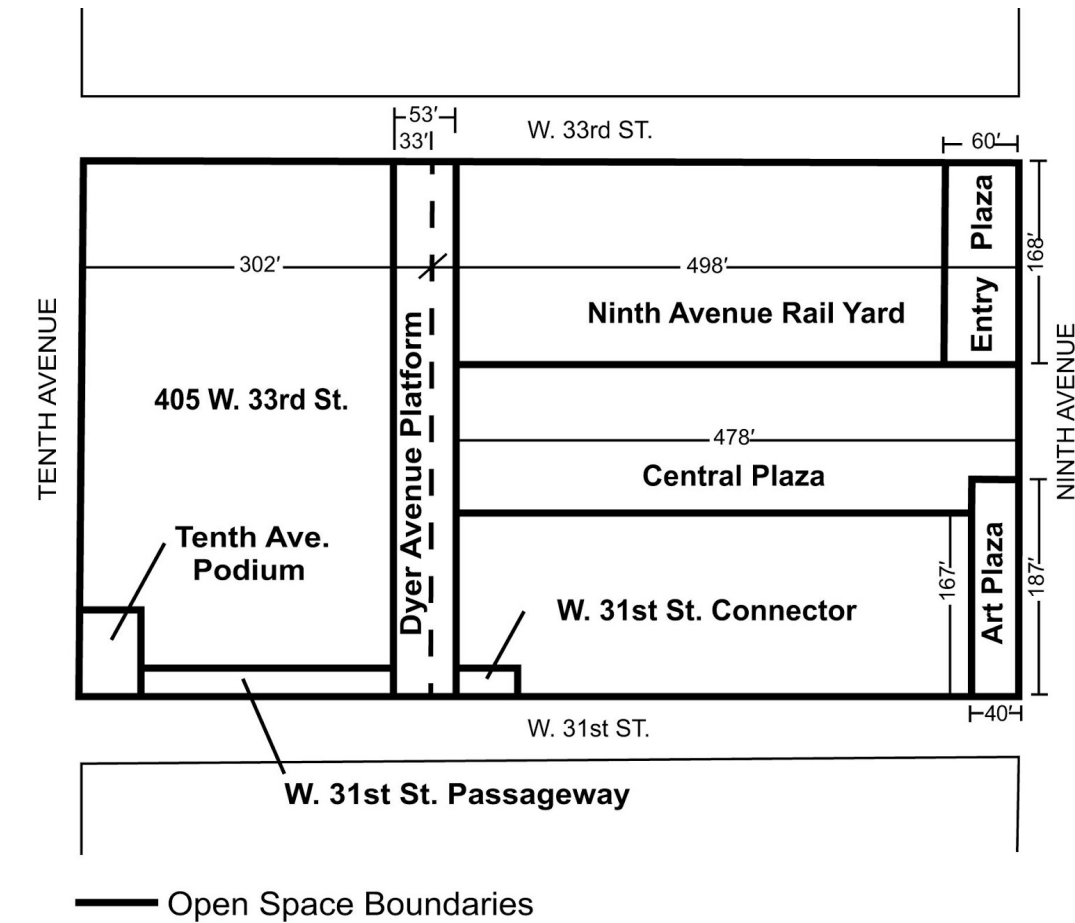 53′
33′
W. 33rd ST.
60′
Entry Plaza
168′
302′
498′
Ninth Avenue Rail Yard
TENTH AVENUE
405 W. 33rd St.
Dyer Avenue Platform
478′
Central Plaza
NINTH AVENUE
Tenth Ave.
Podium
W. 31st St. Connector
167′
Art Plaza
187′
40′
W. 31st ST.
W. 31st St. Passageway
Open Space Boundaries